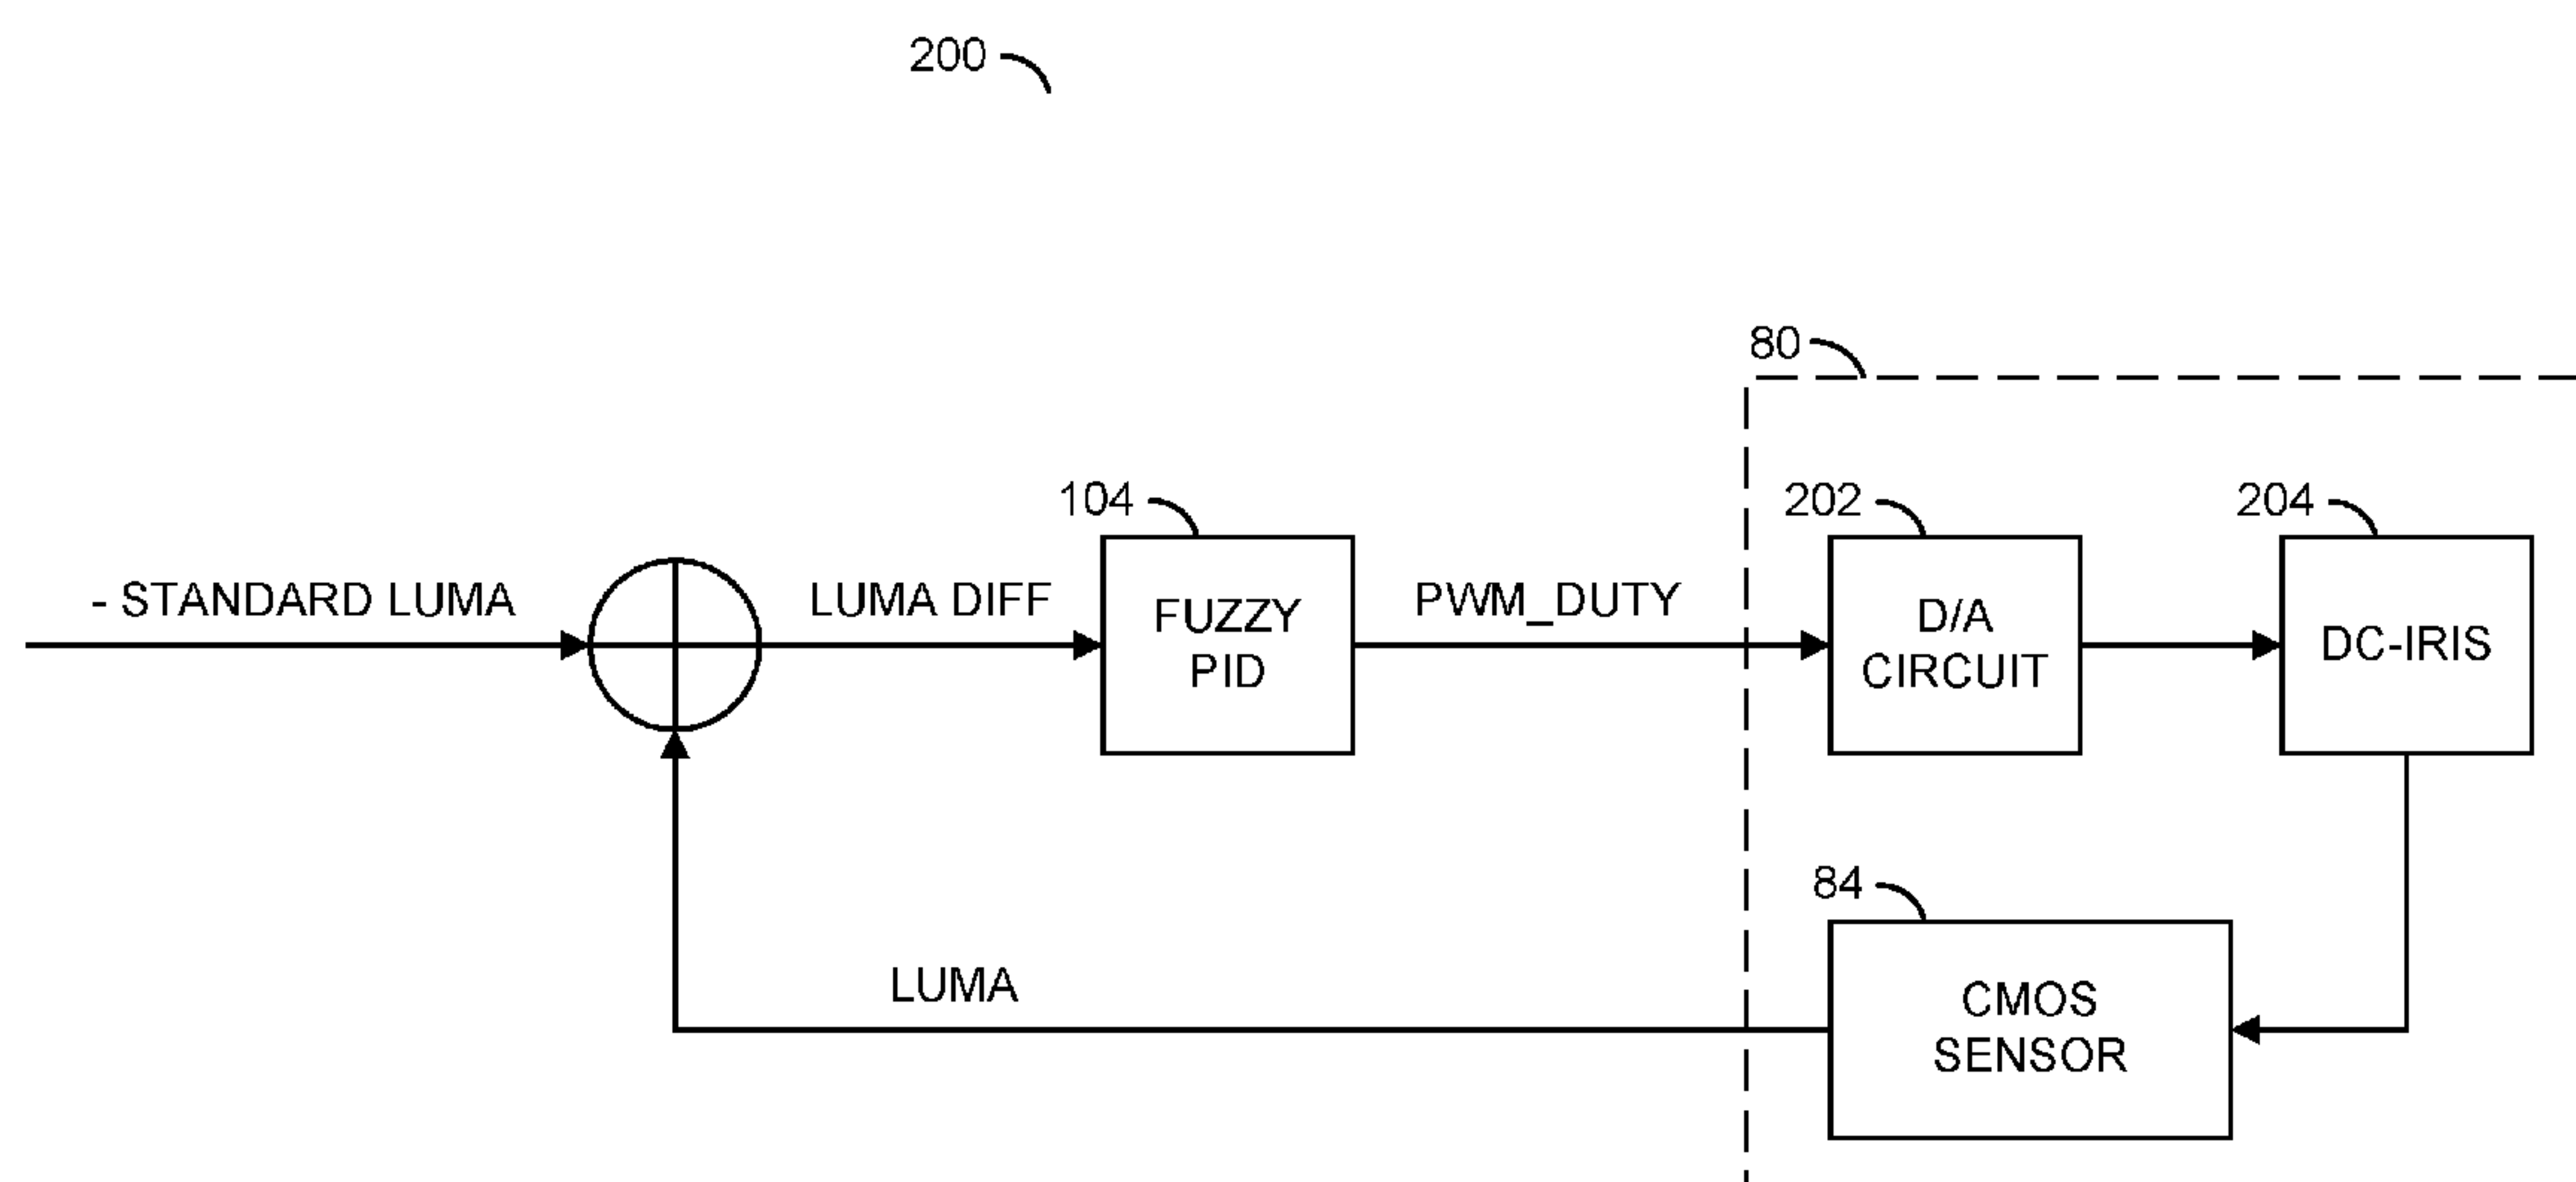 200
80
104
202
204
- STANDARD LUMA
LUMA DIFF
FUZZY
PID
PWM_DUTY
D/A
CIRCUIT
DC-IRIS
84
LUMA
CMOS
SENSOR